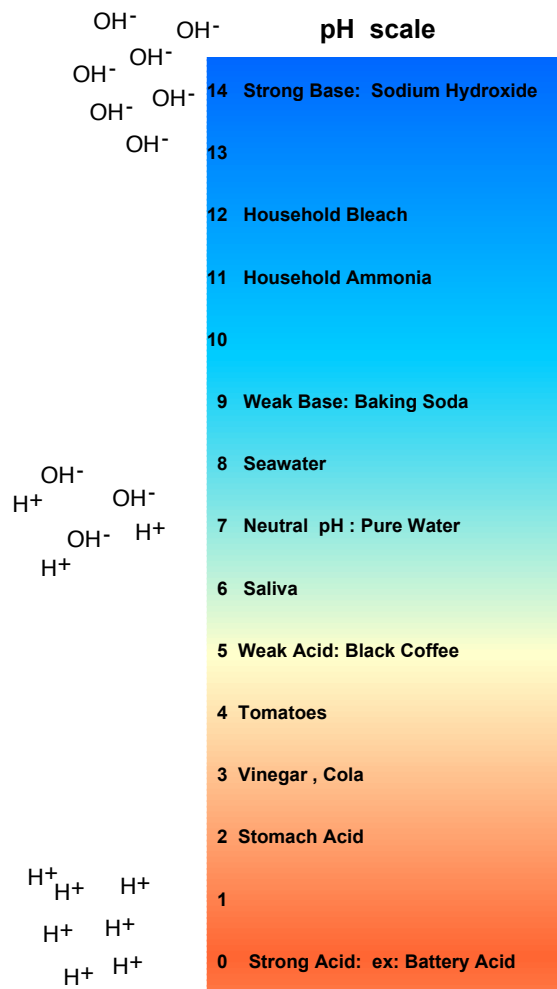 pH scale
OH-
OH-
OH-
OH-
OH-
OH-
OH-
14 Strong Base: Sodium Hydroxide
13
12 Household Bleach
11 Household Ammonia
10
9 Weak Base: Baking Soda
8 Seawater
OH-
H+
OH-
OH-
H+
H+
7 Neutral pH : Pure Water
6 Saliva
5 Weak Acid: Black Coffee
4 Tomatoes
3 Vinegar , Cola
2 Stomach Acid
H+
H+
H+
1
H+
H+
H+
H+
0 Strong Acid: ex: Battery Acid